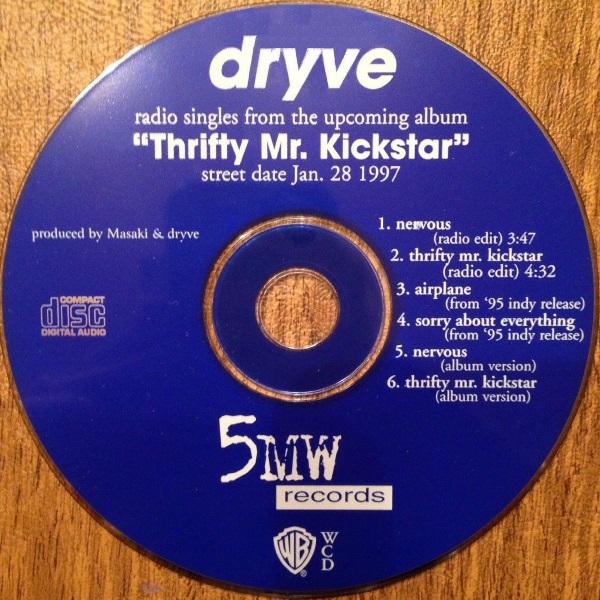 dryve
radio singles from the upcoming album
“Thrifty Mr. Kickstar”
street date Jan. 28 1997
produced by Masaki & dryve
1. nervous
(radio edit) 3:47
2. thrifty mr. kickstar
(radio edit) 4:32
3. airplane
(from ‘95 indy release)
4. sorry about everything
(from ‘95 indy release)
5. nervous
(album version)
6. thrifty mr. kickstar
(album version)
COMPACT
disc
DIGITAL AUDIO
5MW
records
WB
®
W
C
D